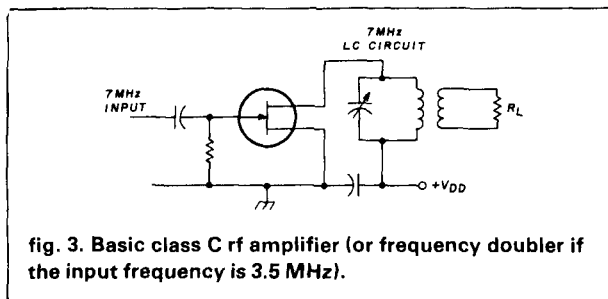 7MHz
LC CIRCUIT
7MHz
INPUT
RL
+VDD
fig. 3. Basic class C rf amplifier (or frequency doubler if
the input frequency is 3.5 MHz).